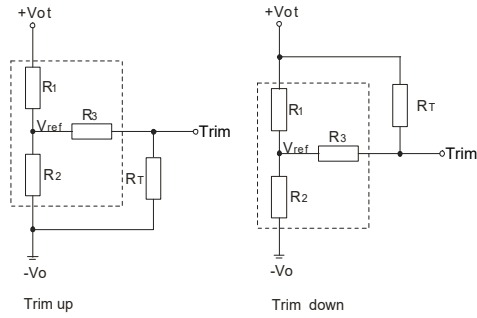 +Vot
R1
Vref
R3
Trim
R2
RT
-Vo
Trim up
+Vot
R1
RT
Vref
R3
Trim
R2
-Vo
Trim down